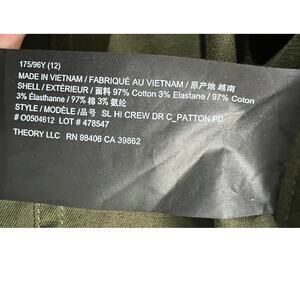 175/96Y (12)
MADE IN VIETNAM / FABRIQUÉ AU VIETNAM / 原产地 越南
SHELL / EXTÉRIEUR / 面料 97% Cotton 3% Elastane / 97% Coton
3% Élasthanne / 97% 棉 3% 氨纶
STYLE / MODÈLE / 款号 SL HI CREW DR C_PATTON PD
# O0504612 LOT # 478547
THEORY LLC RN 98406 CA 39862